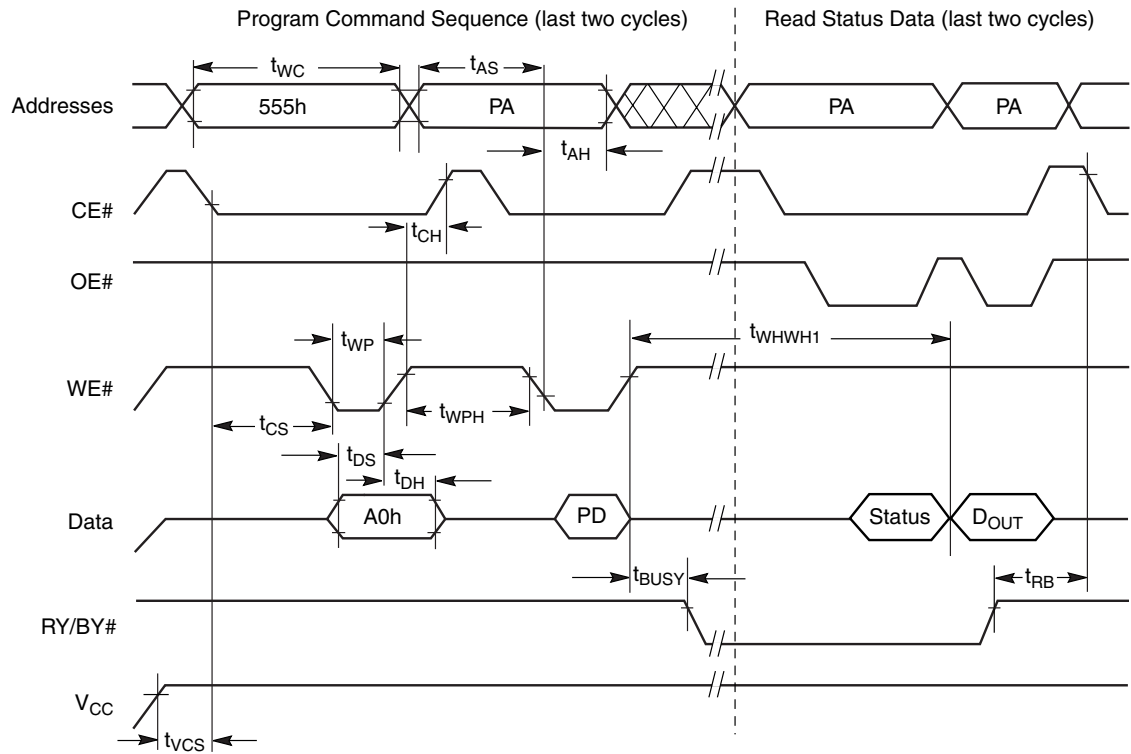 Program Command Sequence (last two cycles) Read Status Data (last two cycles)
tWC tAS
Addresses 555h PA PA PA
tAH
CE#
tCH
OE#
tWP tWHWH1
WE#
tCS tWPH
tDS
tDH
Data A0h PD Status DOUT
tBUSY tRB
RY/BY#
VCC
tVCS